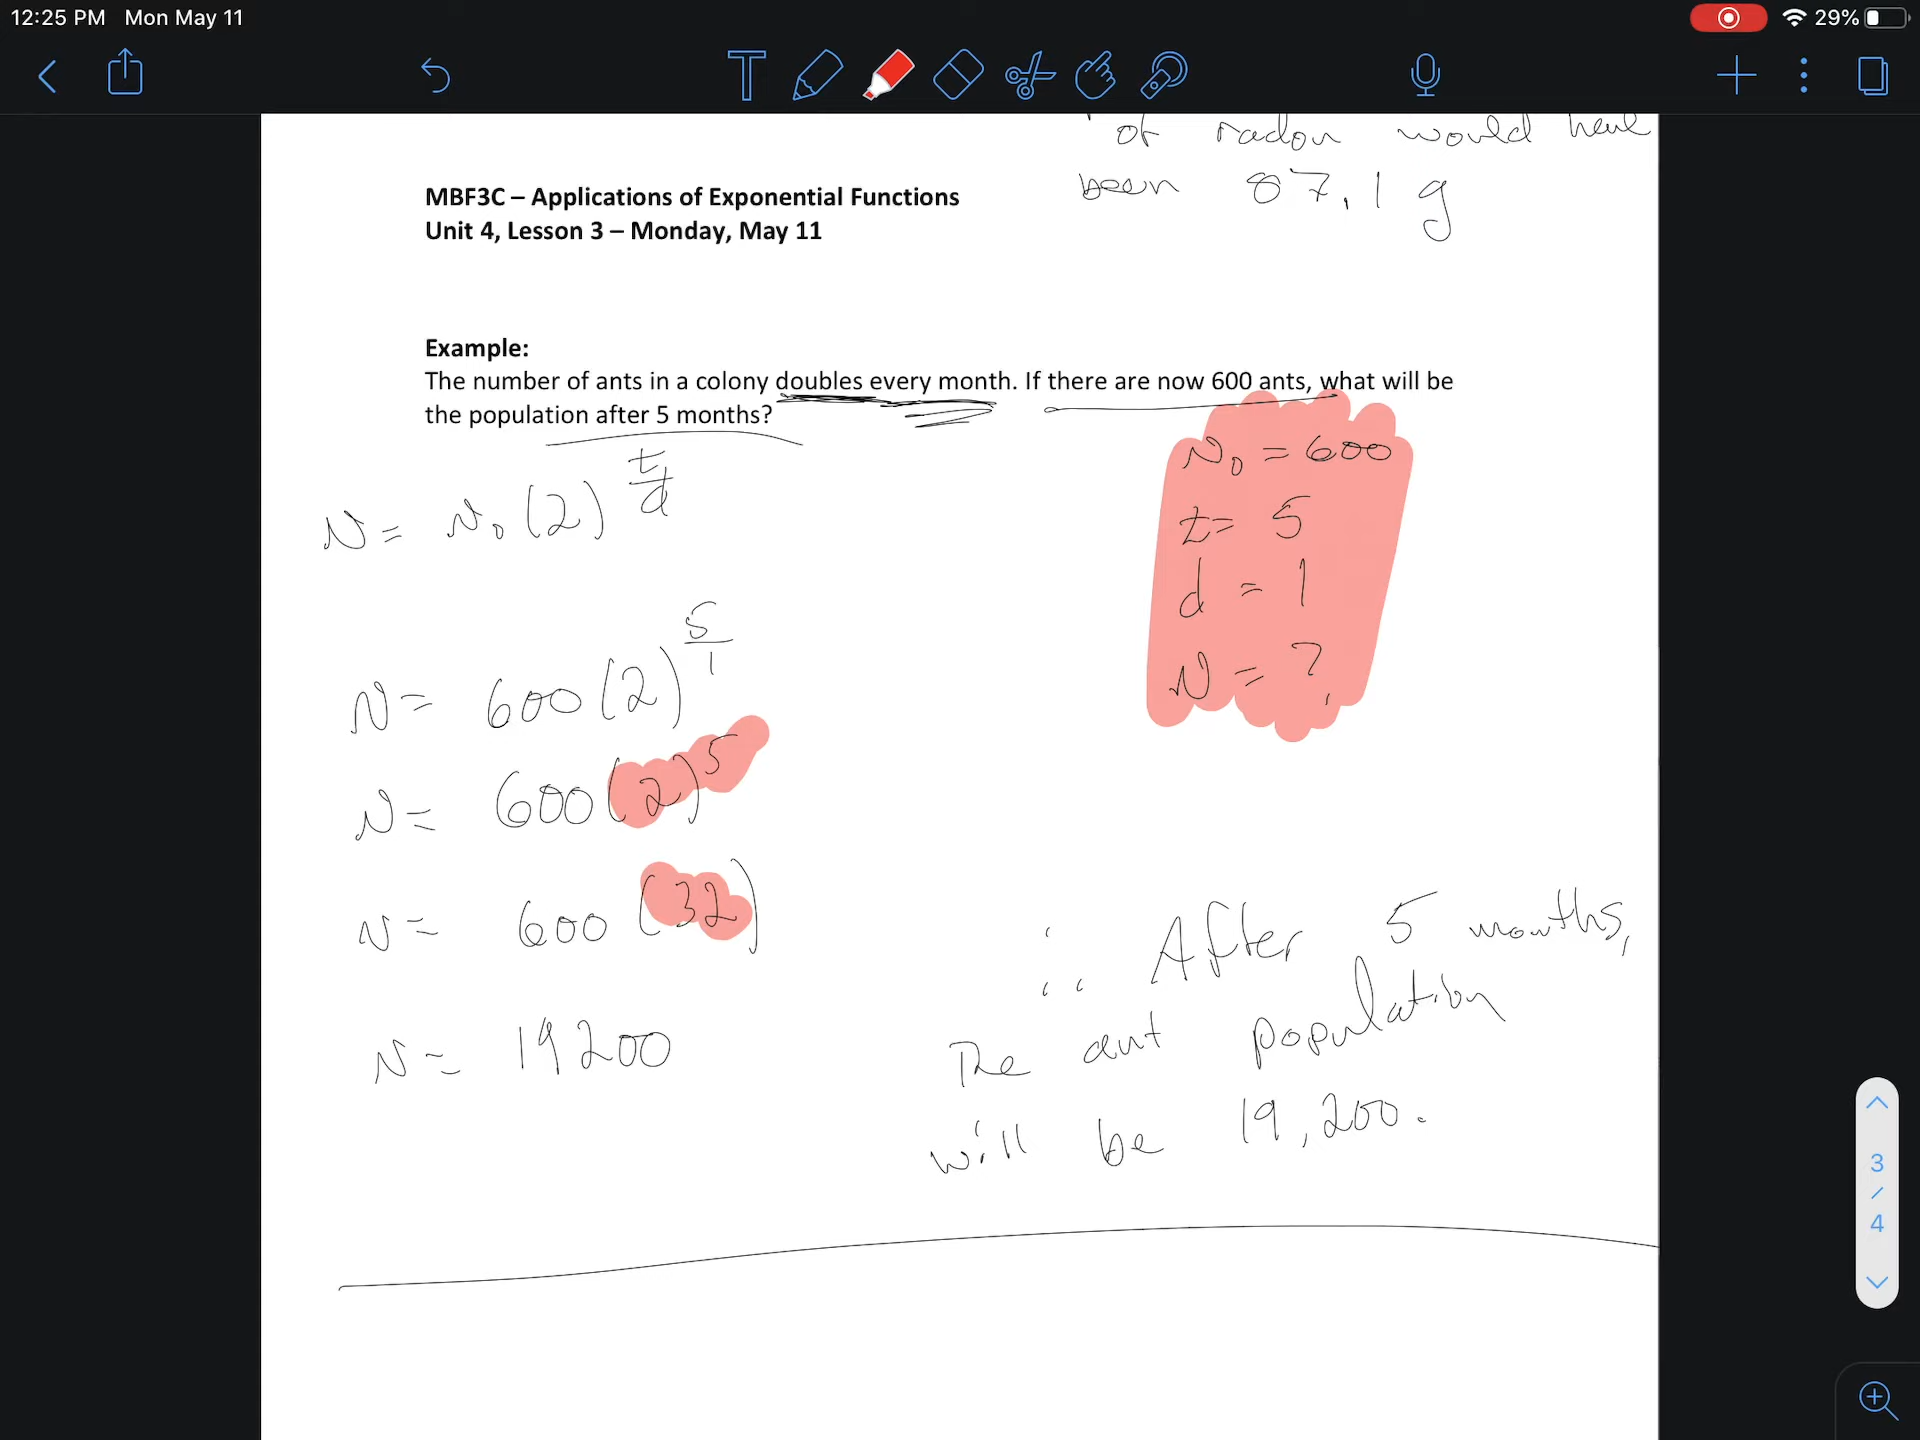 12:25 PM Mon May 11
29%
of radon would have
been 87.1 g
MBF3C – Applications of Exponential Functions
Unit 4, Lesson 3 – Monday, May 11
Example:
The number of ants in a colony doubles every month. If there are now 600 ants, what will be
the population after 5 months?
N = N₀ (2)^(t/d)
N = 600 (2)^(5/1)
N = 600 (2)^5
N = 600 (32)
N = 19200
N₀ = 600
t = 5
d = 1
N = ?
∴ After 5 months,
The ant population
will be 19,200.
3
/
4